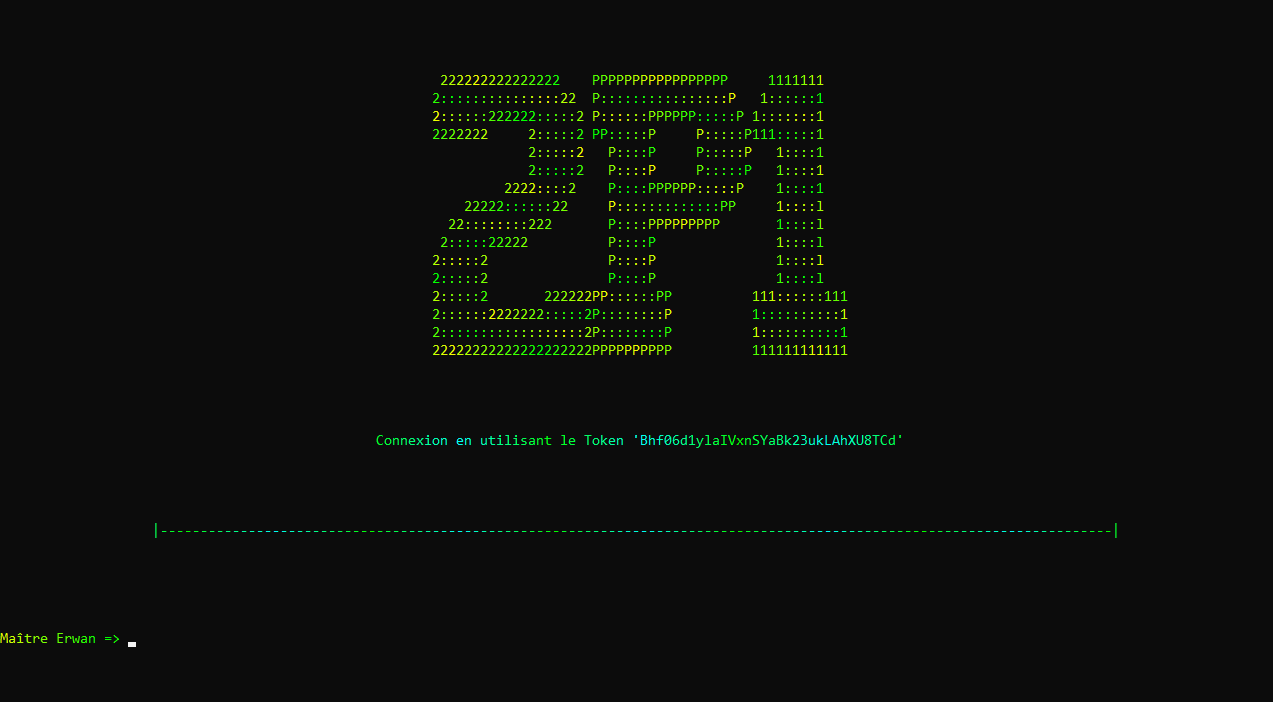 222222222222222    PPPPPPPPPPPPPPPPP     1111111
2:::::::::::::::22  P::::::::::::::::P   1::::::1
2::::::222222:::::2 P::::::PPPPPP:::::P 1:::::::1
2222222     2:::::2 PP:::::P     P:::::P111:::::1
            2:::::2   P::::P     P:::::P   1::::1
            2:::::2   P::::P     P:::::P   1::::1
         2222::::2    P::::PPPPPP:::::P    1::::1
    22222::::::22     P:::::::::::::PP     1::::l
  22::::::::222       P::::PPPPPPPPP       1::::l
 2:::::22222          P::::P               1::::l
2:::::2               P::::P               1::::l
2:::::2               P::::P               1::::l
2:::::2       222222PP::::::PP          111::::::111
2::::::2222222:::::2P::::::::P          1::::::::::1
2::::::::::::::::::2P::::::::P          1::::::::::1
22222222222222222222PPPPPPPPPP          111111111111
Connexion en utilisant le Token 'Bhf06d1ylaIVxnSYaBk23ukLAhXU8TCd'
|-----------------------------------------------------------------------------------------------------------------------|
Maître Erwan =>